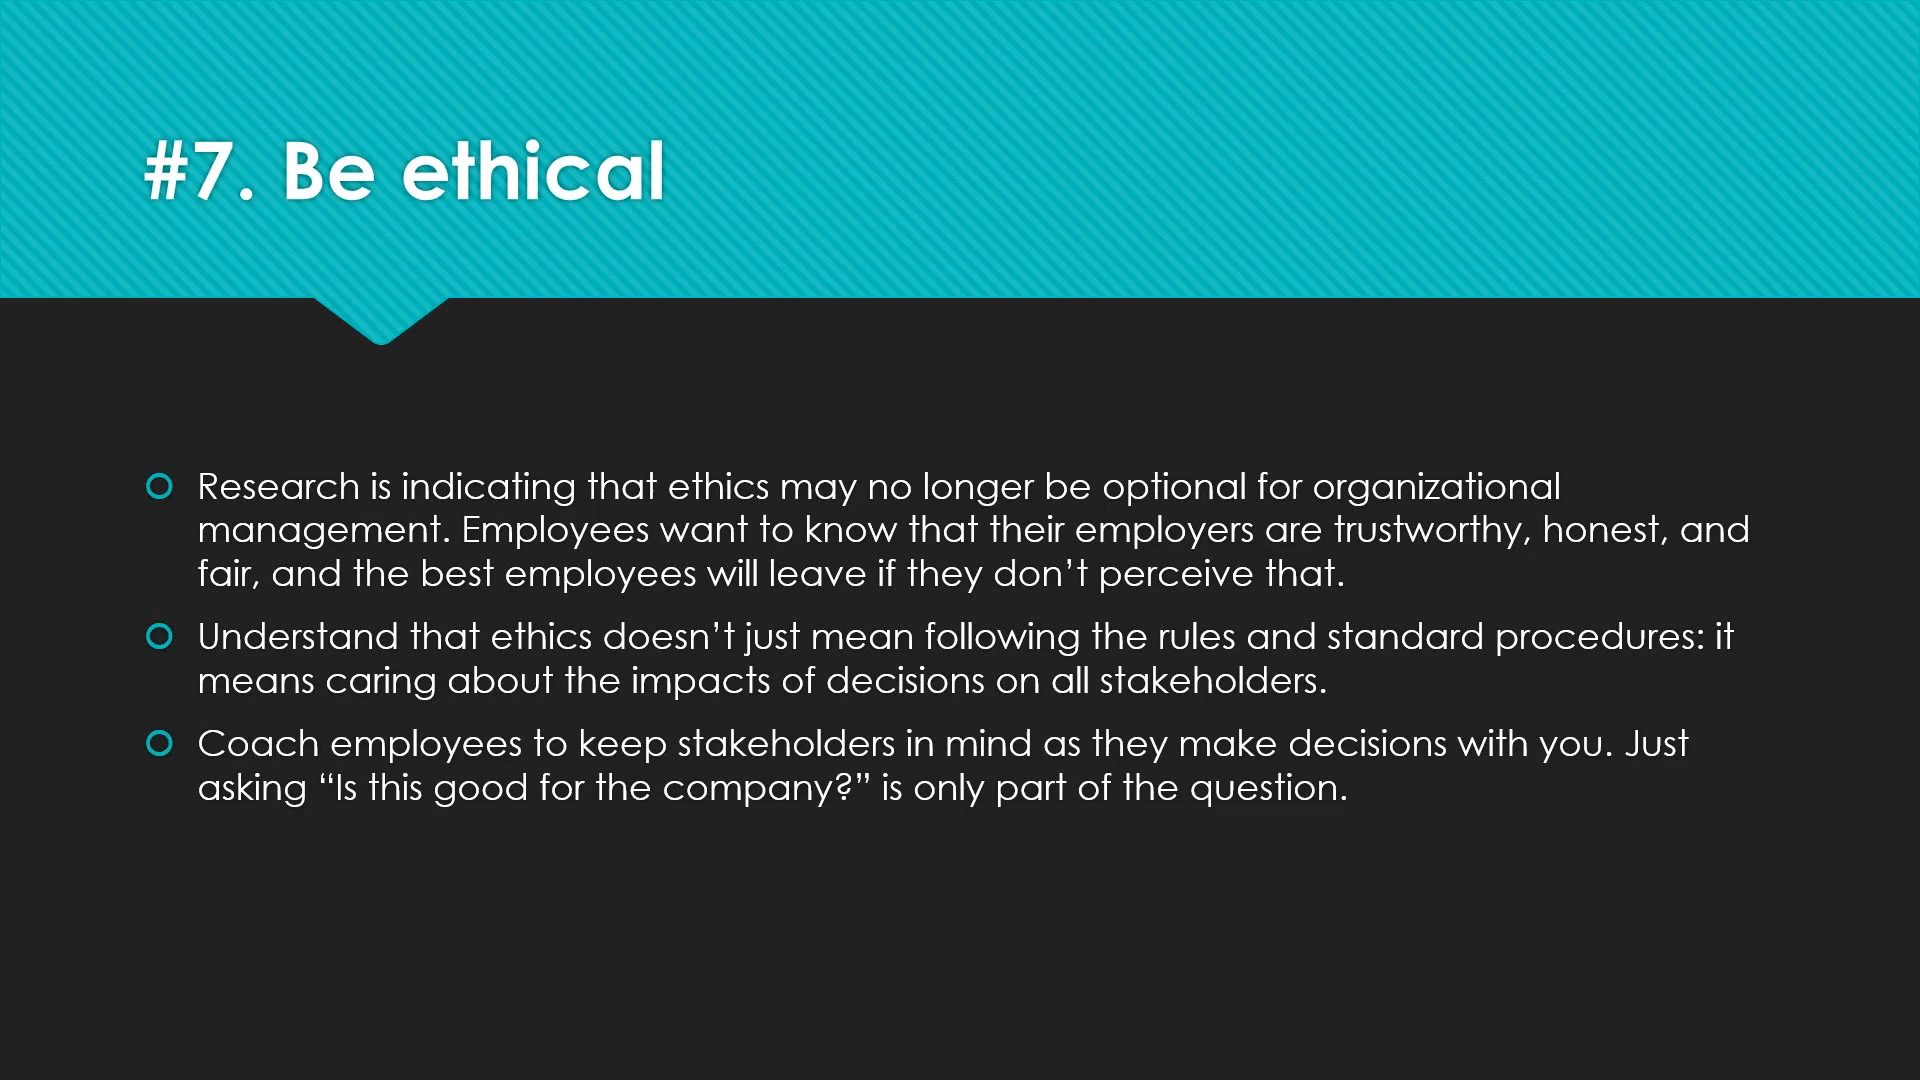 #7. Be ethical
Research is indicating that ethics may no longer be optional for organizational
management. Employees want to know that their employers are trustworthy, honest, and
fair, and the best employees will leave if they don’t perceive that.
Understand that ethics doesn’t just mean following the rules and standard procedures: it
means caring about the impacts of decisions on all stakeholders.
Coach employees to keep stakeholders in mind as they make decisions with you. Just
asking “Is this good for the company?” is only part of the question.